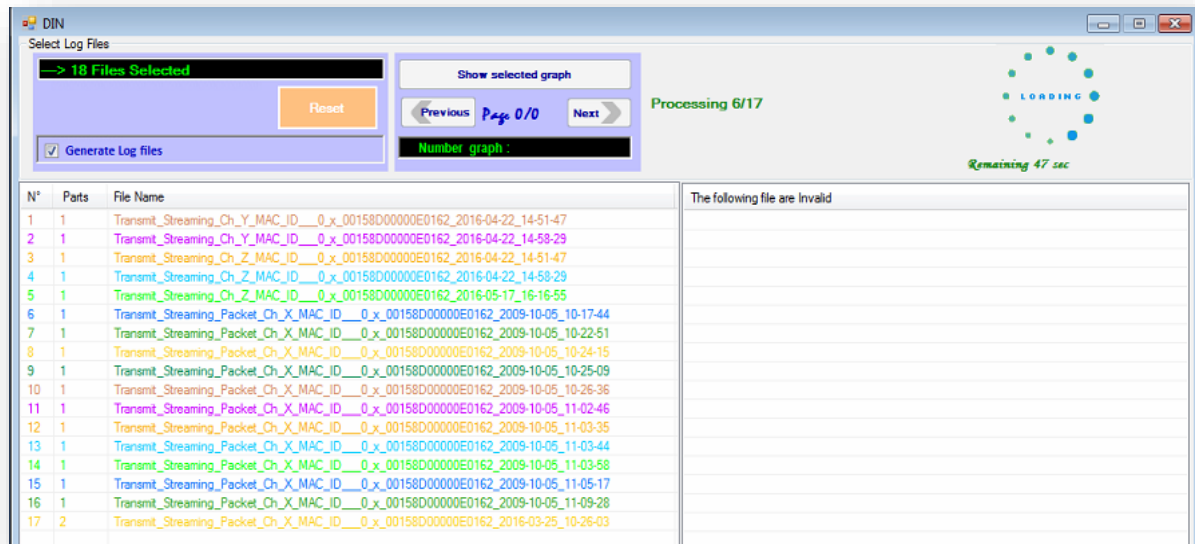 DIN
Select Log Files
—> 18 Files Selected
Reset
Generate Log files
Show selected graph
Previous Page 0/0 Next
Number graph :
Processing 6/17
LOADING
Remaining 47 sec
N° Parts File Name
1 1 Transmit_Streaming_Ch_Y_MAC_ID___0_x_00158D00000E0162_2016-04-22_14-51-47
2 1 Transmit_Streaming_Ch_Y_MAC_ID___0_x_00158D00000E0162_2016-04-22_14-58-29
3 1 Transmit_Streaming_Ch_Z_MAC_ID___0_x_00158D00000E0162_2016-04-22_14-51-47
4 1 Transmit_Streaming_Ch_Z_MAC_ID___0_x_00158D00000E0162_2016-04-22_14-58-29
5 1 Transmit_Streaming_Ch_Z_MAC_ID___0_x_00158D00000E0162_2016-05-17_16-16-55
6 1 Transmit_Streaming_Packet_Ch_X_MAC_ID___0_x_00158D00000E0162_2009-10-05_10-17-44
7 1 Transmit_Streaming_Packet_Ch_X_MAC_ID___0_x_00158D00000E0162_2009-10-05_10-22-51
8 1 Transmit_Streaming_Packet_Ch_X_MAC_ID___0_x_00158D00000E0162_2009-10-05_10-24-15
9 1 Transmit_Streaming_Packet_Ch_X_MAC_ID___0_x_00158D00000E0162_2009-10-05_10-25-09
10 1 Transmit_Streaming_Packet_Ch_X_MAC_ID___0_x_00158D00000E0162_2009-10-05_10-26-36
11 1 Transmit_Streaming_Packet_Ch_X_MAC_ID___0_x_00158D00000E0162_2009-10-05_11-02-46
12 1 Transmit_Streaming_Packet_Ch_X_MAC_ID___0_x_00158D00000E0162_2009-10-05_11-03-35
13 1 Transmit_Streaming_Packet_Ch_X_MAC_ID___0_x_00158D00000E0162_2009-10-05_11-03-44
14 1 Transmit_Streaming_Packet_Ch_X_MAC_ID___0_x_00158D00000E0162_2009-10-05_11-03-58
15 1 Transmit_Streaming_Packet_Ch_X_MAC_ID___0_x_00158D00000E0162_2009-10-05_11-05-17
16 1 Transmit_Streaming_Packet_Ch_X_MAC_ID___0_x_00158D00000E0162_2009-10-05_11-09-28
17 2 Transmit_Streaming_Packet_Ch_X_MAC_ID___0_x_00158D00000E0162_2016-03-25_10-26-03
The following file are Invalid